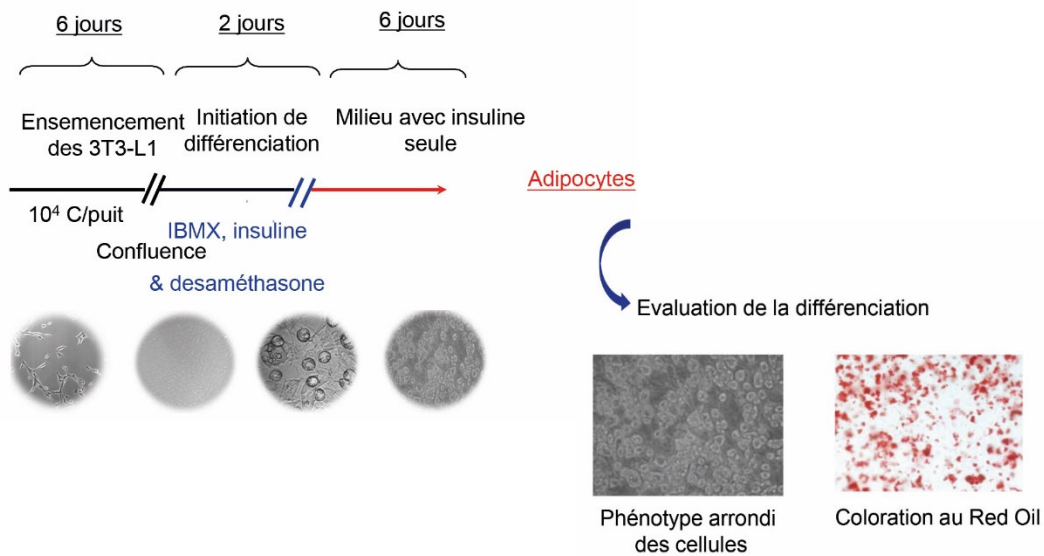 6 jours
2 jours
6 jours
Ensemencement
des 3T3-L1
Initiation de
différenciation
Milieu avec insuline
seule
Adipocytes
10⁴ C/puit
Confluence
IBMX, insuline
& desaméthasone
Evaluation de la différenciation
Phénotype arrondi
des cellules
Coloration au Red Oil